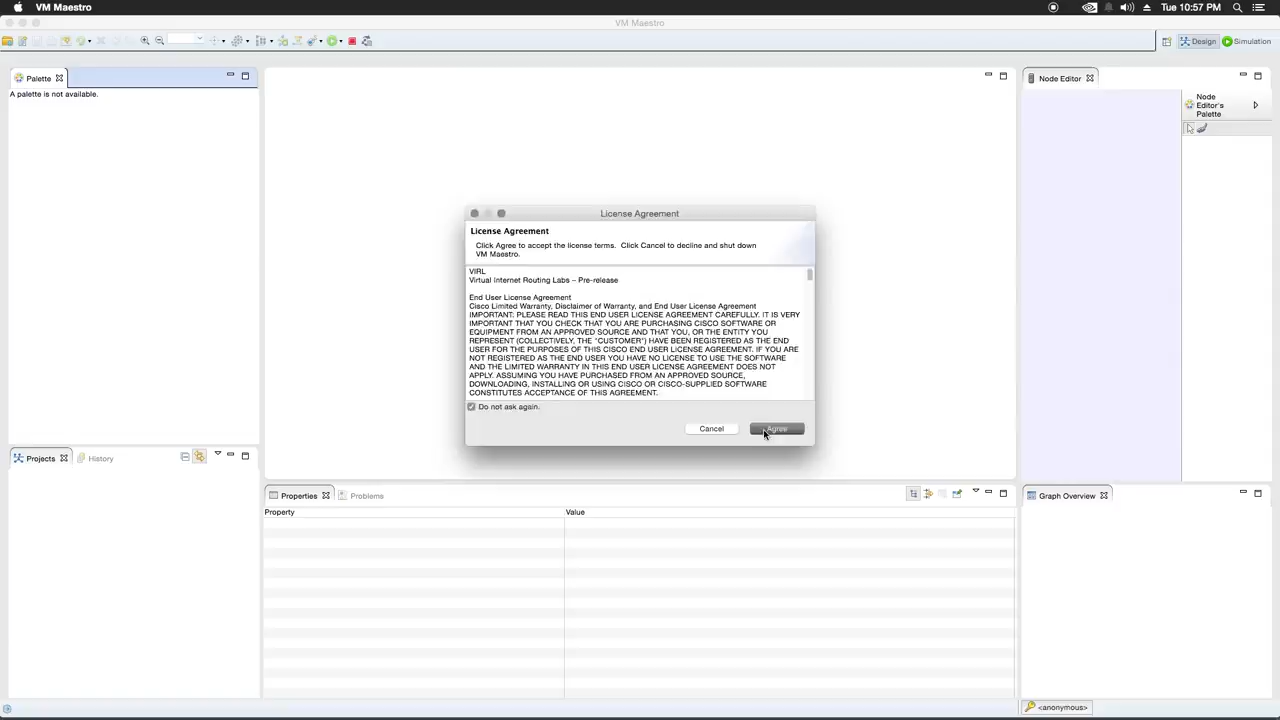 VM Maestro
Tue 10:57 PM
VM Maestro
Design
Simulation
Palette
A palette is not available.
Node Editor
Node
Editor's
Palette
License Agreement
License Agreement
Click Agree to accept the license terms.  Click Cancel to decline and shut down
VM Maestro.
VIRL
Virtual Internet Routing Labs – Pre-release
End User License Agreement
Cisco Limited Warranty, Disclaimer of Warranty, and End User License Agreement
IMPORTANT: PLEASE READ THIS END USER LICENSE AGREEMENT CAREFULLY. IT IS VERY
IMPORTANT THAT YOU CHECK THAT YOU ARE PURCHASING CISCO SOFTWARE OR
EQUIPMENT FROM AN APPROVED SOURCE AND THAT YOU, OR THE ENTITY YOU
REPRESENT (COLLECTIVELY, THE "CUSTOMER") HAVE BEEN REGISTERED AS THE END
USER FOR THE PURPOSES OF THIS CISCO END USER LICENSE AGREEMENT. IF YOU ARE
NOT REGISTERED AS THE END USER YOU HAVE NO LICENSE TO USE THE SOFTWARE
AND THE LIMITED WARRANTY IN THIS END USER LICENSE AGREEMENT DOES NOT
APPLY. ASSUMING YOU HAVE PURCHASED FROM AN APPROVED SOURCE,
DOWNLOADING, INSTALLING OR USING CISCO OR CISCO-SUPPLIED SOFTWARE
CONSTITUTES ACCEPTANCE OF THIS AGREEMENT.
Do not ask again.
Cancel
Agree
Projects
History
Properties
Problems
Property
Value
Graph Overview
<anonymous>